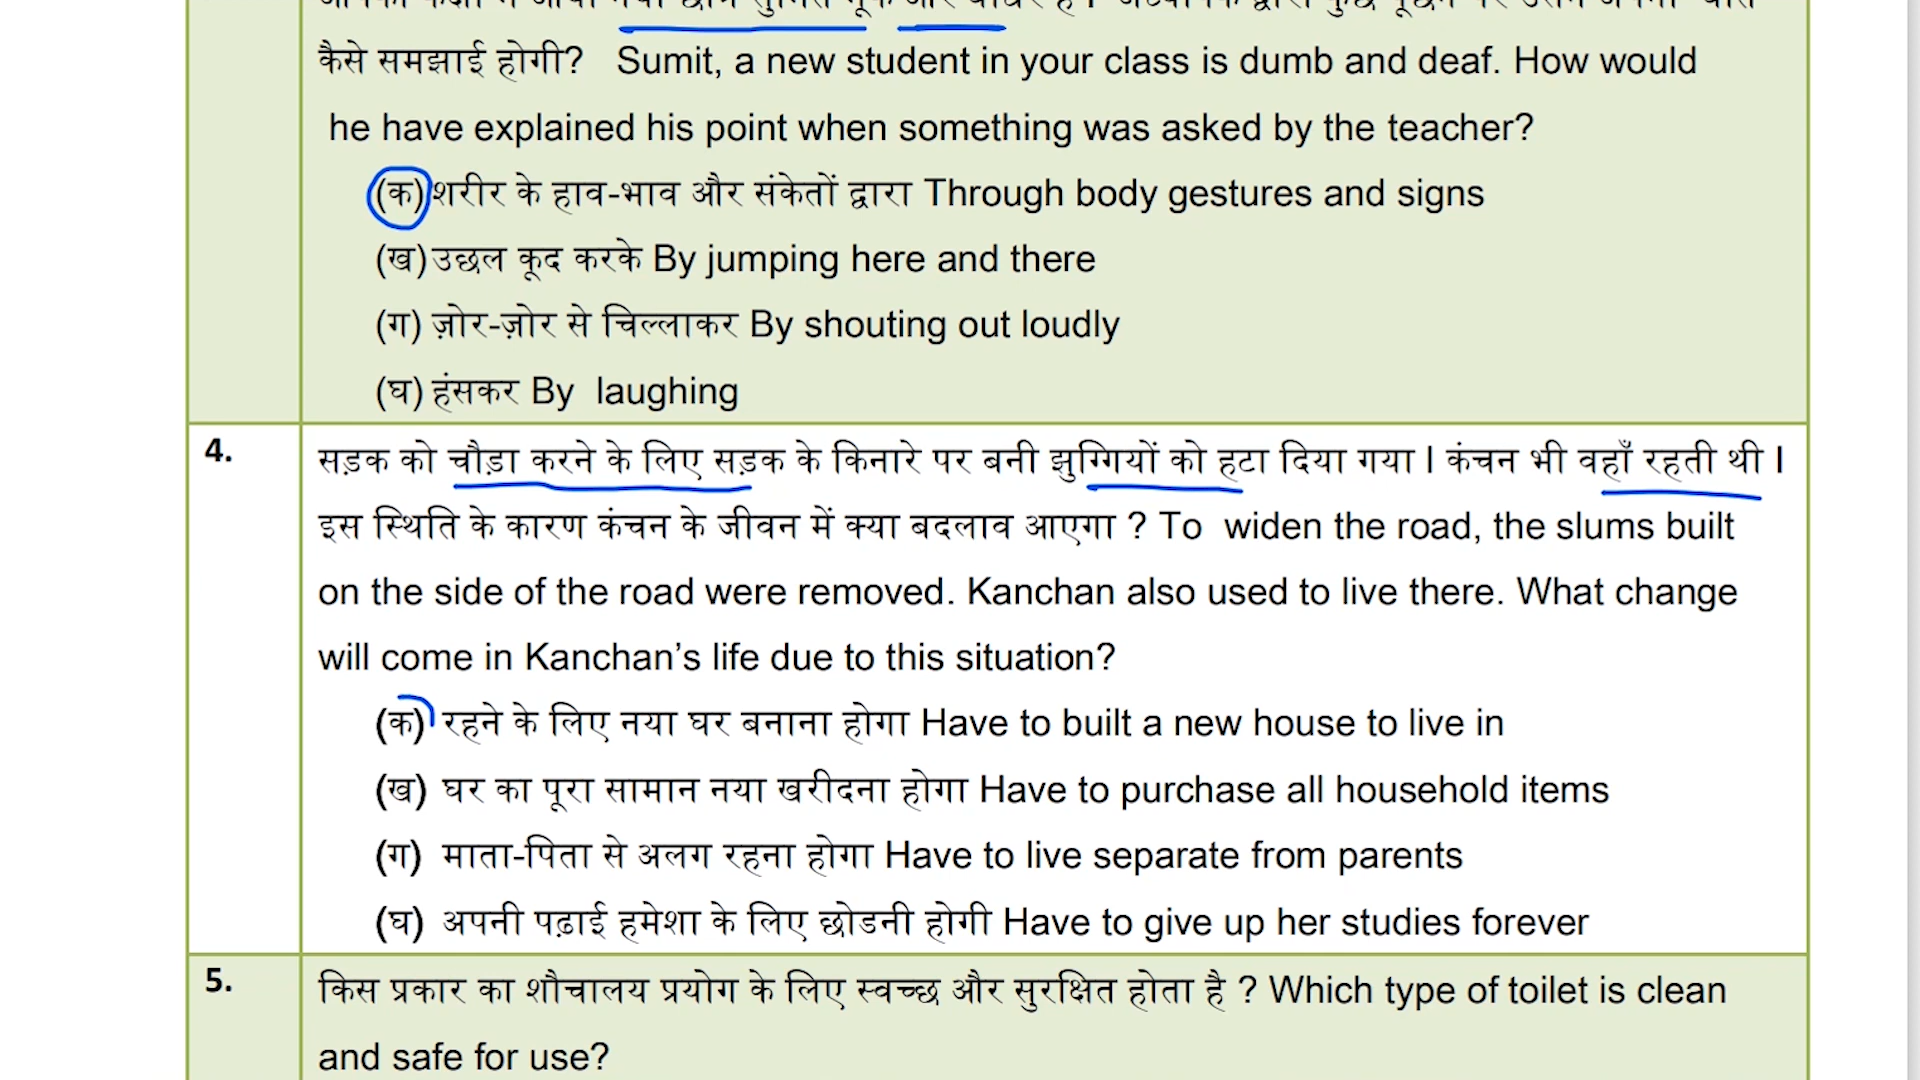 कैसे समझाई होगी? Sumit, a new student in your class is dumb and deaf. How would
he have explained his point when something was asked by the teacher?
(क) शरीर के हाव-भाव और संकेतों द्वारा Through body gestures and signs
(ख) उछल कूद करके By jumping here and there
(ग) ज़ोर-ज़ोर से चिल्लाकर By shouting out loudly
(घ) हंसकर By laughing
4. सड़क को चौड़ा करने के लिए सड़क के किनारे पर बनी झुग्गियों को हटा दिया गया I कंचन भी वहाँ रहती थी I
इस स्थिति के कारण कंचन के जीवन में क्या बदलाव आएगा ? To widen the road, the slums built
on the side of the road were removed. Kanchan also used to live there. What change
will come in Kanchan’s life due to this situation?
(क) रहने के लिए नया घर बनाना होगा Have to built a new house to live in
(ख) घर का पूरा सामान नया खरीदना होगा Have to purchase all household items
(ग) माता-पिता से अलग रहना होगा Have to live separate from parents
(घ) अपनी पढ़ाई हमेशा के लिए छोडनी होगी Have to give up her studies forever
5. किस प्रकार का शौचालय प्रयोग के लिए स्वच्छ और सुरक्षित होता है ? Which type of toilet is clean
and safe for use?